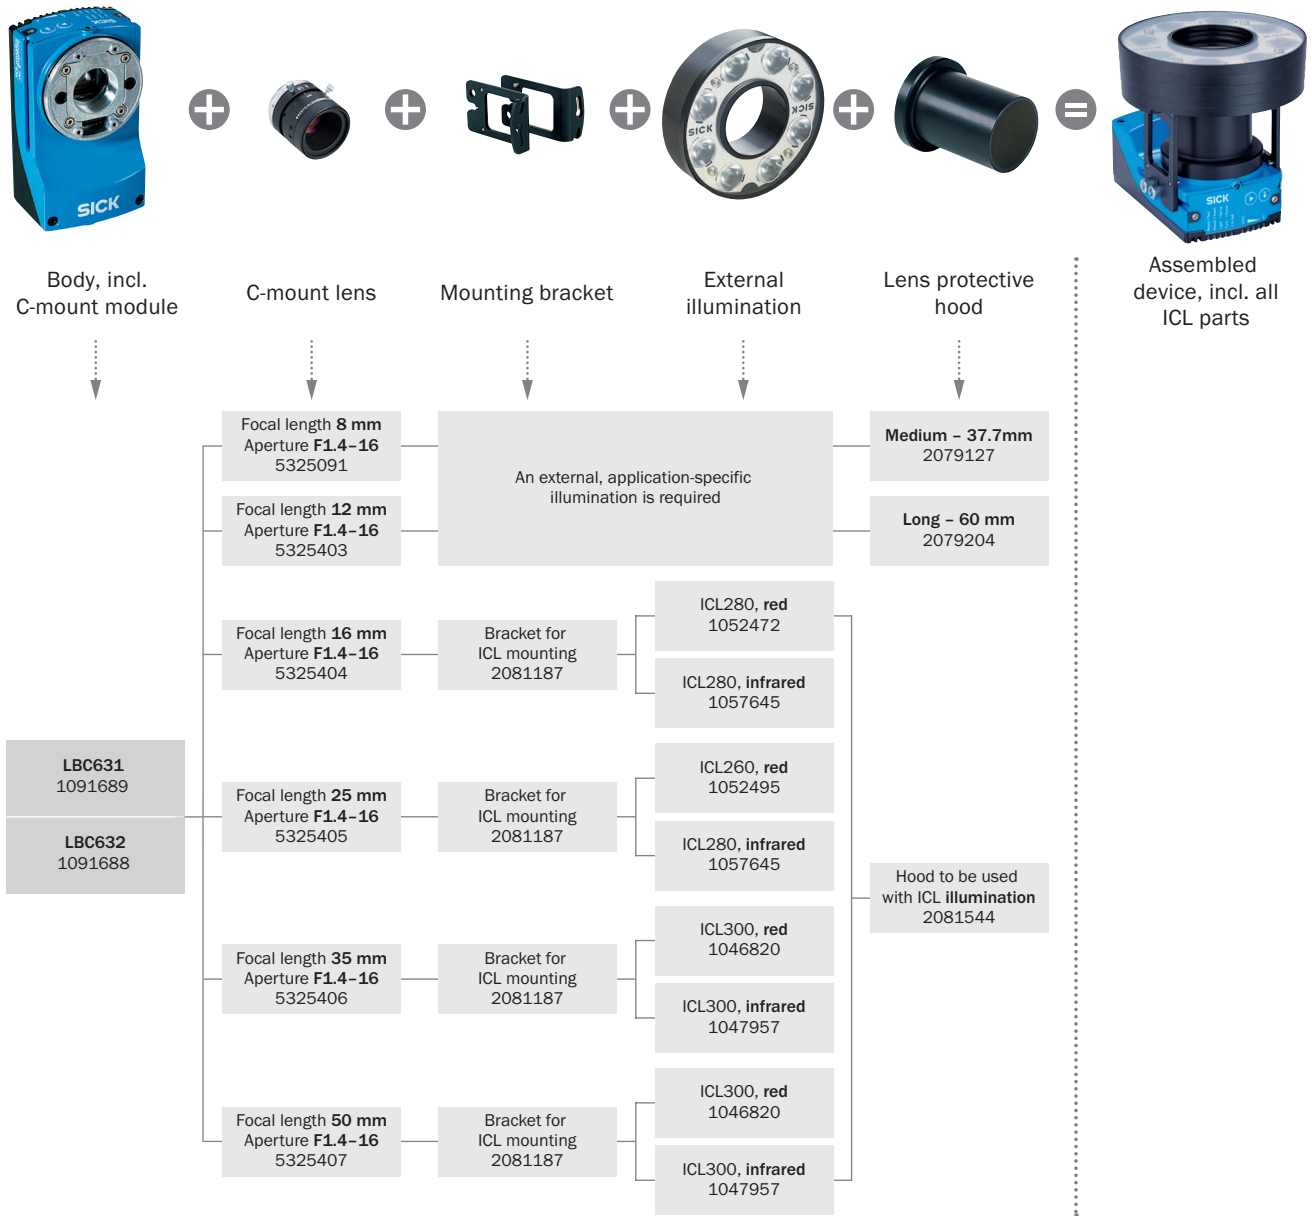 SICK
SICK
SICK
SICK
SICK
Body, incl.
C-mount module
C-mount lens
Mounting bracket
External
illumination
Lens protective
hood
Assembled
device, incl. all
ICL parts
Focal length 8 mm
Aperture F1.4–16
5325091
An external, application-specific
illumination is required
Medium – 37.7mm
2079127
Focal length 12 mm
Aperture F1.4–16
5325403
Long – 60 mm
2079204
Focal length 16 mm
Aperture F1.4–16
5325404
Bracket for
ICL mounting
2081187
ICL280, red
1052472
ICL280, infrared
1057645
LBC631
1091689
LBC632
1091688
Focal length 25 mm
Aperture F1.4–16
5325405
Bracket for
ICL mounting
2081187
ICL260, red
1052495
ICL280, infrared
1057645
Hood to be used
with ICL illumination
2081544
Focal length 35 mm
Aperture F1.4–16
5325406
Bracket for
ICL mounting
2081187
ICL300, red
1046820
ICL300, infrared
1047957
Focal length 50 mm
Aperture F1.4–16
5325407
Bracket for
ICL mounting
2081187
ICL300, red
1046820
ICL300, infrared
1047957